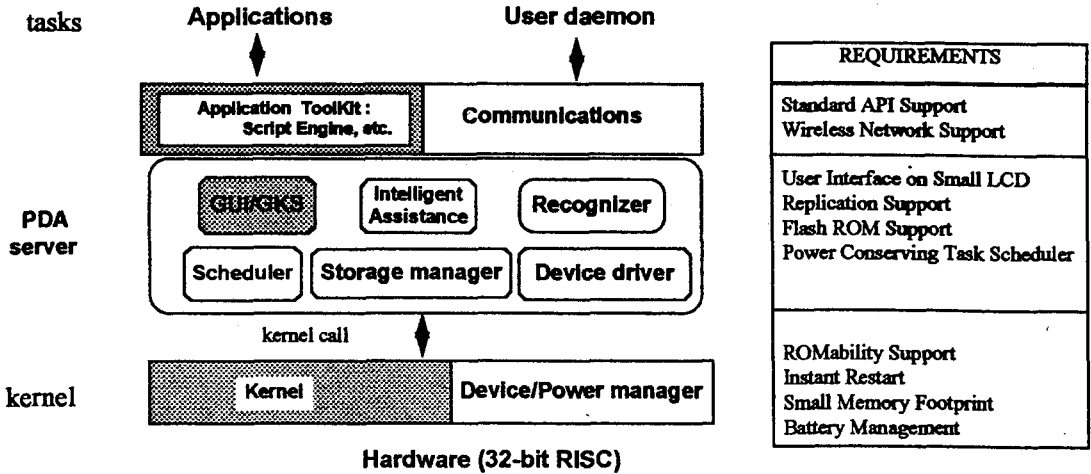 tasks
Applications
User daemon
Application ToolKit :
Script Engine, etc.
Communications
PDA
server
GUI/GKS
Intelligent
Assistance
Recognizer
Scheduler
Storage manager
Device driver
kernel call
kernel
Kernel
Device/Power manager
Hardware (32-bit RISC)
REQUIREMENTS
Standard API Support
Wireless Network Support
User Interface on Small LCD
Replication Support
Flash ROM Support
Power Conserving Task Scheduler
ROMability Support
Instant Restart
Small Memory Footprint
Battery Management